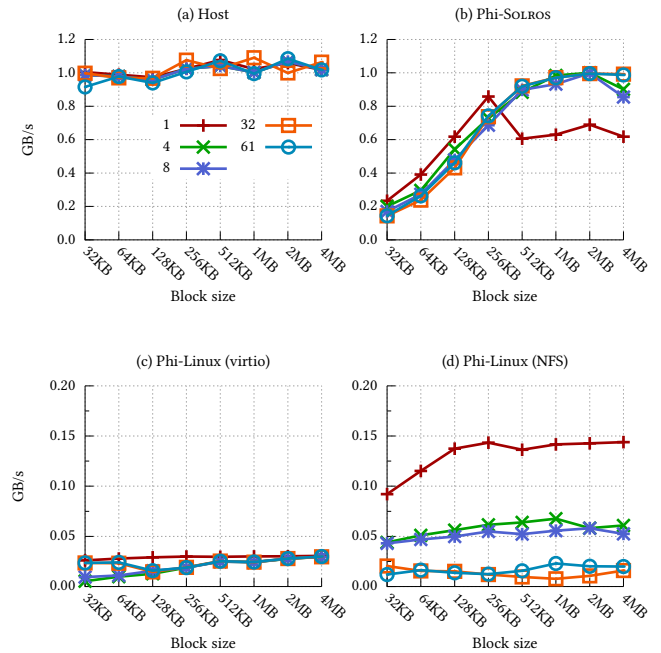 (a) Host
(b) Phi-Solros
GB/s
1.2
1.0
0.8
0.6
0.4
0.2
0.0
1
4
8
32
61
32KB
64KB
128KB
256KB
512KB
1MB
2MB
4MB
Block size
1.2
1.0
0.8
0.6
0.4
0.2
0.0
32KB
64KB
128KB
256KB
512KB
1MB
2MB
4MB
Block size
(c) Phi-Linux (virtio)
(d) Phi-Linux (NFS)
GB/s
0.20
0.15
0.10
0.05
0.00
32KB
64KB
128KB
256KB
512KB
1MB
2MB
4MB
Block size
0.20
0.15
0.10
0.05
0.00
32KB
64KB
128KB
256KB
512KB
1MB
2MB
4MB
Block size